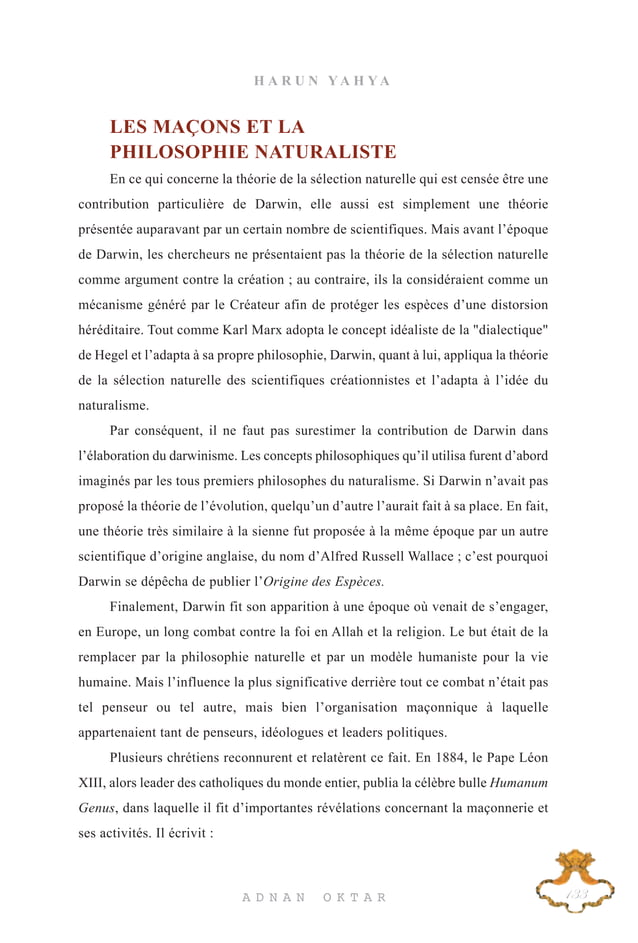 HARUN YAHYA
LES MAÇONS ET LA
PHILOSOPHIE NATURALISTE
En ce qui concerne la théorie de la sélection naturelle qui est censée être une
contribution particulière de Darwin, elle aussi est simplement une théorie
présentée auparavant par un certain nombre de scientifiques. Mais avant l’époque
de Darwin, les chercheurs ne présentaient pas la théorie de la sélection naturelle
comme argument contre la création ; au contraire, ils la considéraient comme un
mécanisme généré par le Créateur afin de protéger les espèces d’une distorsion
héréditaire. Tout comme Karl Marx adopta le concept idéaliste de la "dialectique"
de Hegel et l’adapta à sa propre philosophie, Darwin, quant à lui, appliqua la théorie
de la sélection naturelle des scientifiques créationnistes et l’adapta à l’idée du
naturalisme.
Par conséquent, il ne faut pas surestimer la contribution de Darwin dans
l’élaboration du darwinisme. Les concepts philosophiques qu’il utilisa furent d’abord
imaginés par les tous premiers philosophes du naturalisme. Si Darwin n’avait pas
proposé la théorie de l’évolution, quelqu’un d’autre l’aurait fait à sa place. En fait,
une théorie très similaire à la sienne fut proposée à la même époque par un autre
scientifique d’origine anglaise, du nom d’Alfred Russell Wallace ; c’est pourquoi
Darwin se dépêcha de publier l’Origine des Espèces.
Finalement, Darwin fit son apparition à une époque où venait de s’engager,
en Europe, un long combat contre la foi en Allah et la religion. Le but était de la
remplacer par la philosophie naturelle et par un modèle humaniste pour la vie
humaine. Mais l’influence la plus significative derrière tout ce combat n’était pas
tel penseur ou tel autre, mais bien l’organisation maçonnique à laquelle
appartenaient tant de penseurs, idéologues et leaders politiques.
Plusieurs chrétiens reconnurent et relatèrent ce fait. En 1884, le Pape Léon
XIII, alors leader des catholiques du monde entier, publia la célèbre bulle Humanum
Genus, dans laquelle il fit d’importantes révélations concernant la maçonnerie et
ses activités. Il écrivit :
133
ADNAN OKTAR